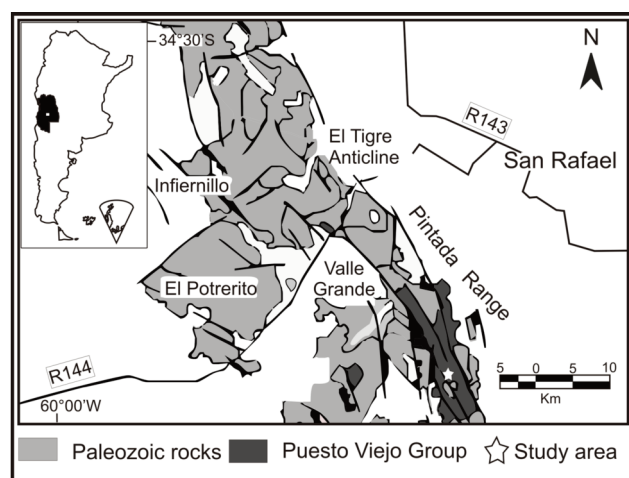 34°30'S
N
R143
El Tigre
Anticline
San Rafael
Infiernillo
Pintada Range
Valle
Grande
El Potrerito
R144
5 0 5 10
Km
60°00'W
Paleozoic rocks Puesto Viejo Group Study area